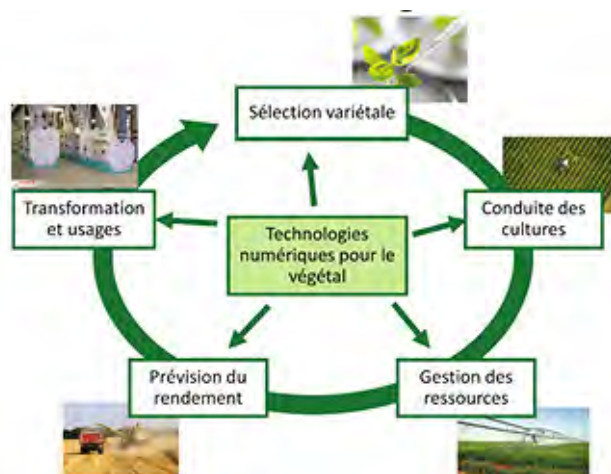 Sélection variétale
Transformation
et usages
Technologies
numériques pour le
végétal
Conduite des
cultures
Prévision du
rendement
Gestion des
ressources